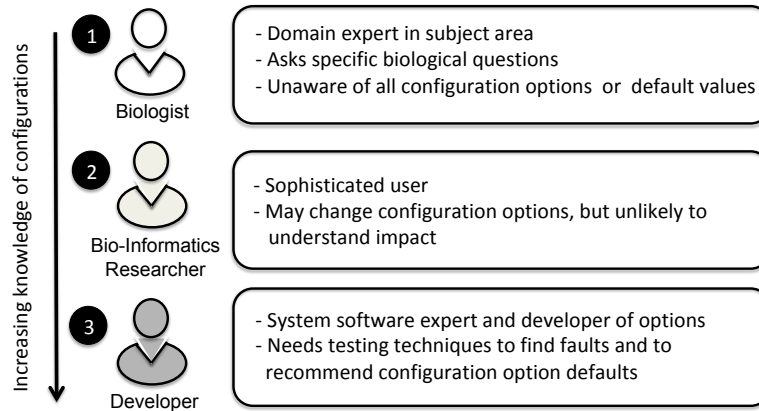 Increasing knowledge of configurations
1
Biologist
- Domain expert in subject area
- Asks specific biological questions
- Unaware of all configuration options or default values
2
Bio-Informatics
Researcher
- Sophisticated user
- May change configuration options, but unlikely to
understand impact
3
Developer
- System software expert and developer of options
- Needs testing techniques to find faults and to
recommend configuration option defaults